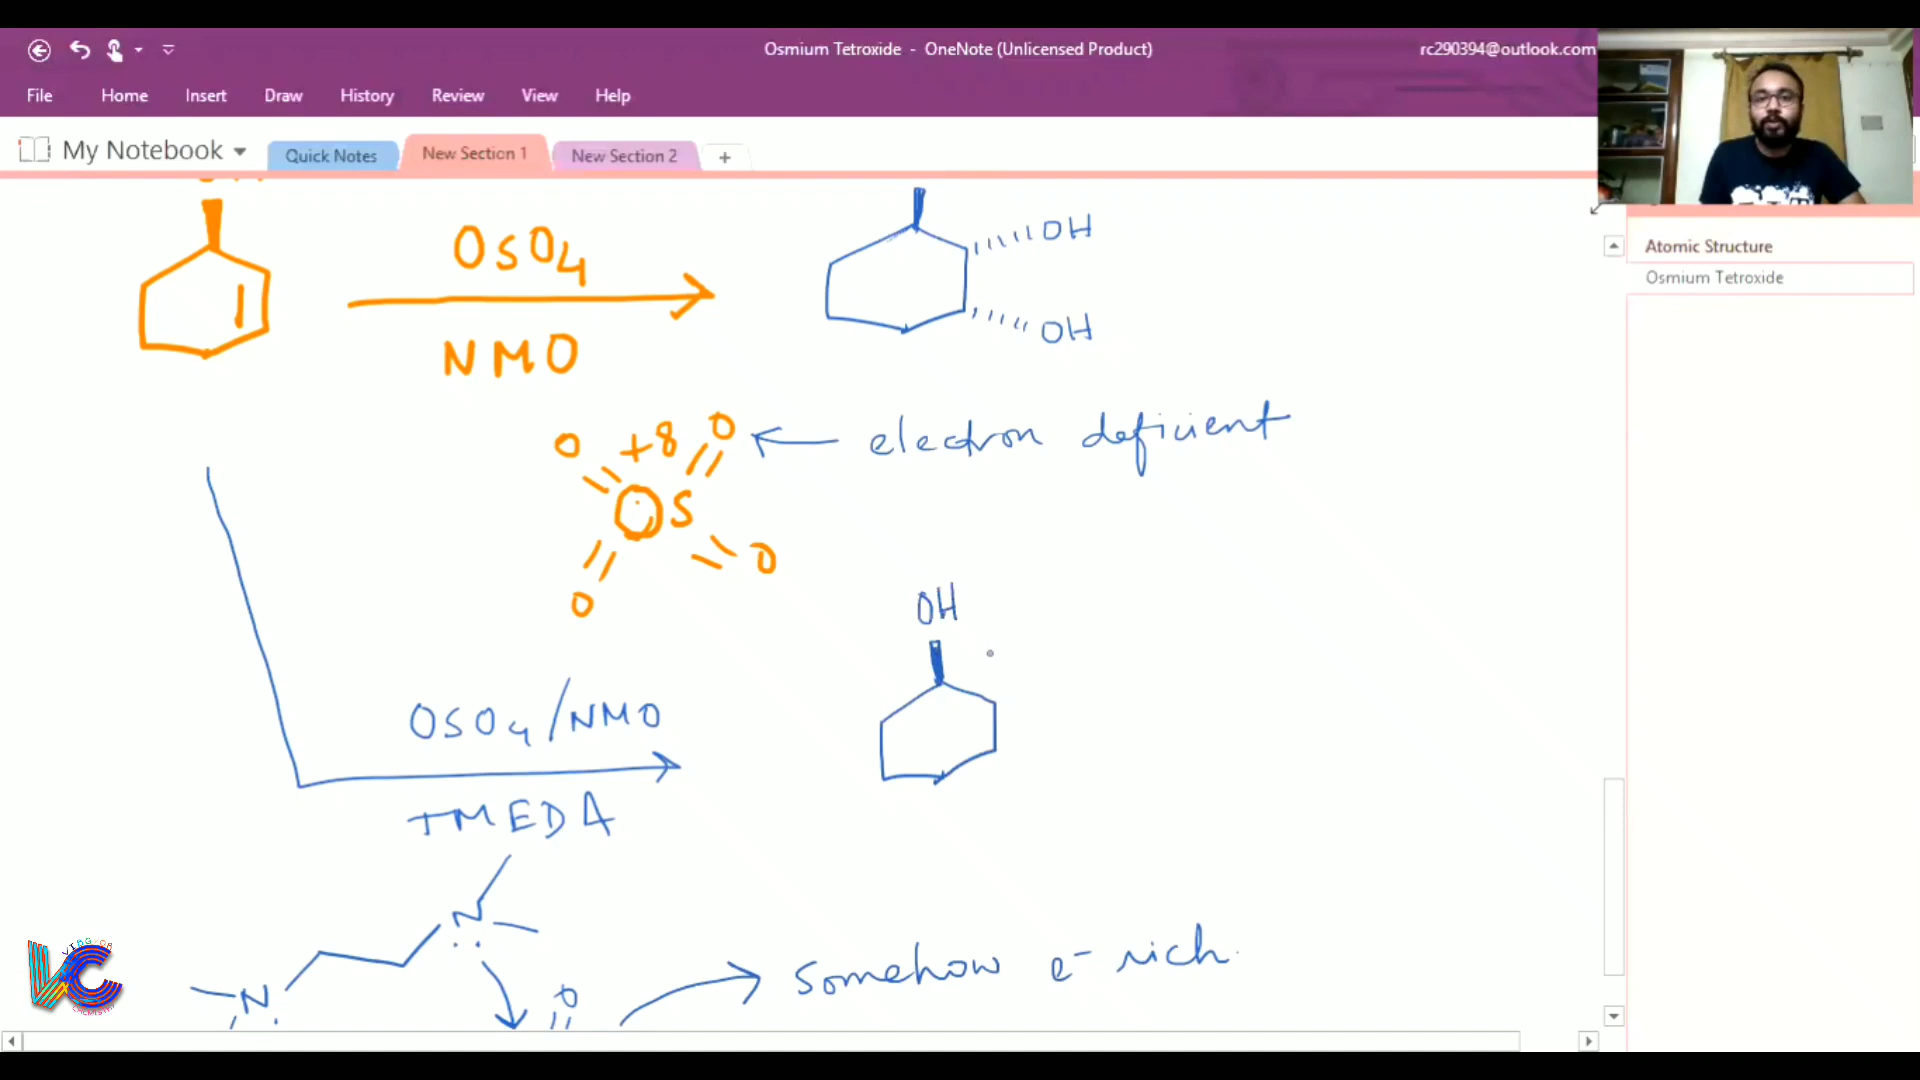 Osmium Tetroxide - OneNote (Unlicensed Product)
rc290394@outlook.com
File Home Insert Draw History Review View Help
My Notebook
Quick Notes
New Section 1
New Section 2
+
Atomic Structure
Osmium Tetroxide
OsO4
NMO
OH
OH
O +8 O
← electron deficient
Os
O
O
OH
OSO4/NMO
TMEDA
N
Somehow e- rich.
N
O
VC
CHEMISTRY